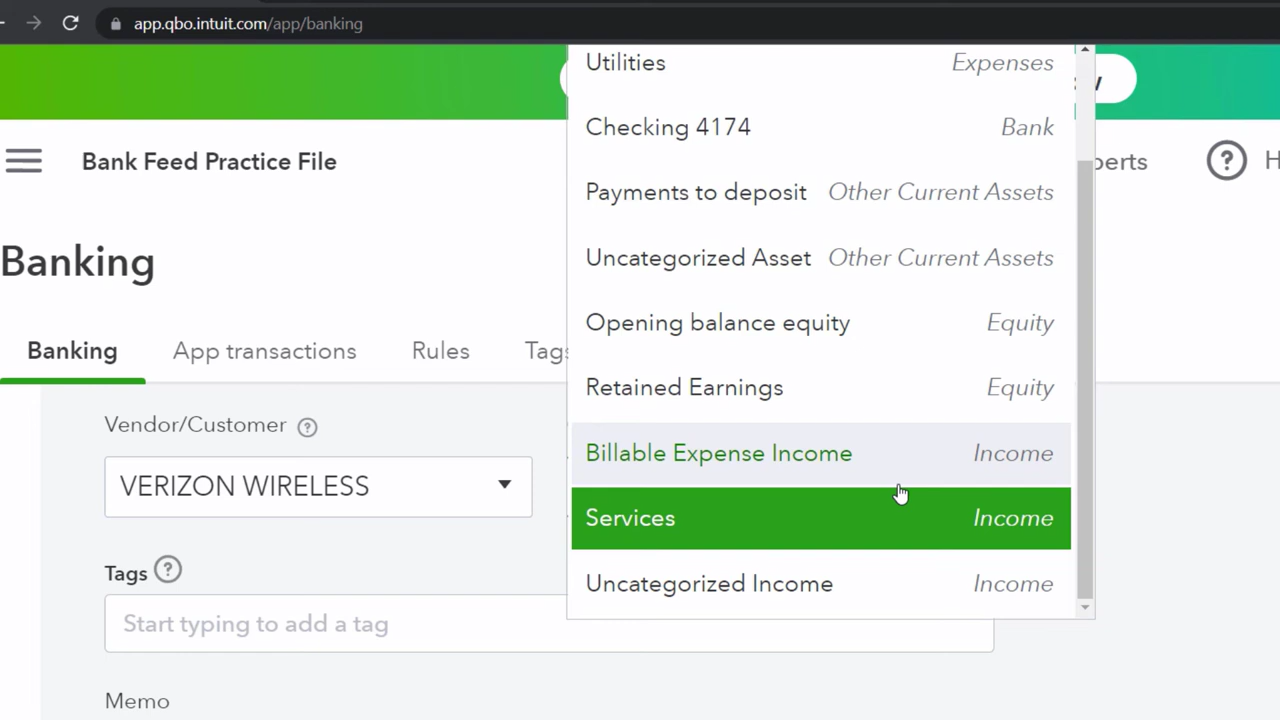 app.qbo.intuit.com/app/banking
Utilities Expenses
Checking 4174 Bank
Bank Feed Practice File
Payments to deposit Other Current Assets
Banking
Uncategorized Asset Other Current Assets
Opening balance equity Equity
Banking App transactions Rules Tags
Retained Earnings Equity
Vendor/Customer ?
Billable Expense Income Income
VERIZON WIRELESS
Services Income
Tags ?
Uncategorized Income Income
Start typing to add a tag
Memo